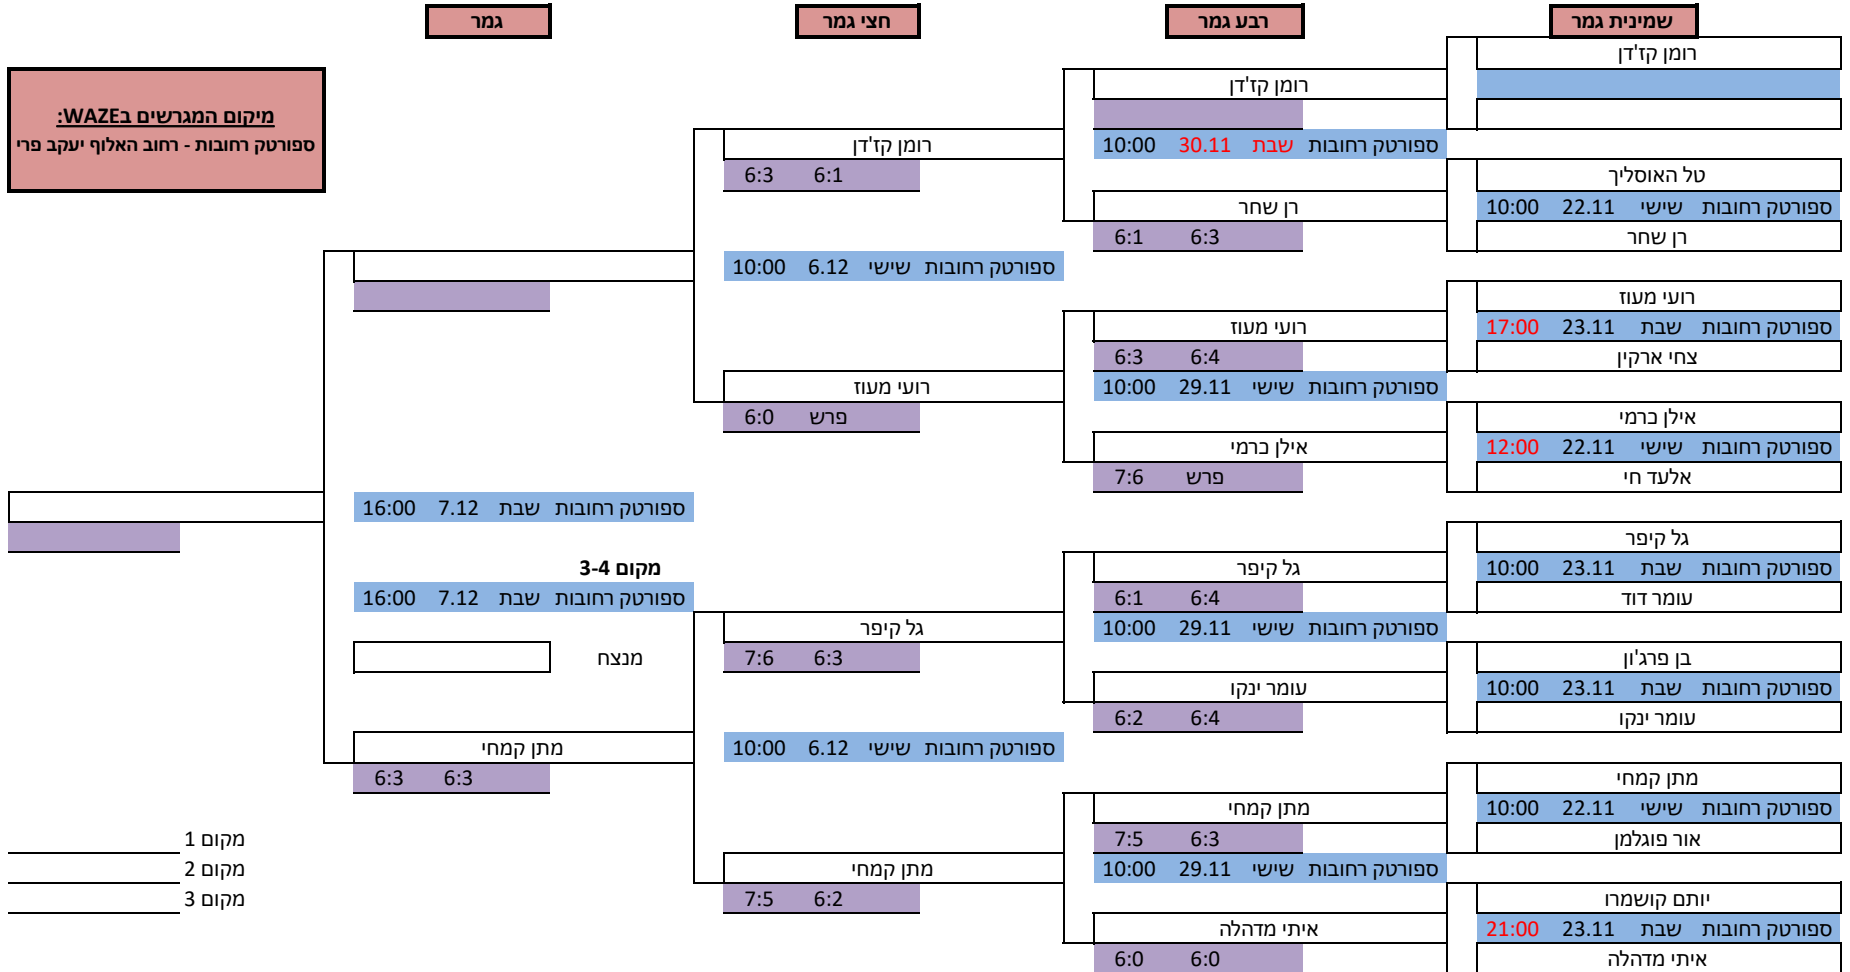 שמינית גמר
רבע גמר
חצי גמר
גמר
רומן קז'דן
רומן קז'דן
מיקום המגרשים בWAZE:
ספורטק רחובות - רחוב האלוף יעקב פרי
ספורטק רחובות שבת 30.11 10:00
רומן קז'דן
6:1 6:3
טל האוסליך
ספורטק רחובות שישי 22.11 10:00
רן שחר
רן שחר
6:3 6:1
ספורטק רחובות שישי 6.12 10:00
רועי מעוז
ספורטק רחובות שבת 23.11 17:00
צחי ארקין
רועי מעוז
6:4 6:3
ספורטק רחובות שישי 29.11 10:00
רועי מעוז
פרש 6:0
אילן כרמי
ספורטק רחובות שישי 22.11 12:00
אלעד חי
אילן כרמי
פרש 7:6
ספורטק רחובות שבת 7.12 16:00
מקום 3-4
ספורטק רחובות שבת 7.12 16:00
מנצח
גל קיפר
ספורטק רחובות שבת 23.11 10:00
עומר דוד
גל קיפר
6:4 6:1
ספורטק רחובות שישי 29.11 10:00
גל קיפר
6:3 7:6
בן פרג'ון
ספורטק רחובות שבת 23.11 10:00
עומר ינקו
עומר ינקו
6:4 6:2
ספורטק רחובות שישי 6.12 10:00
מתן קמחי
6:3 6:3
מתן קמחי
ספורטק רחובות שישי 22.11 10:00
אור פוגלמן
מתן קמחי
6:3 7:5
ספורטק רחובות שישי 29.11 10:00
מתן קמחי
6:2 7:5
יותם קושמרו
ספורטק רחובות שבת 23.11 21:00
איתי מדהלה
איתי מדהלה
6:0 6:0
מקום 1
מקום 2
מקום 3